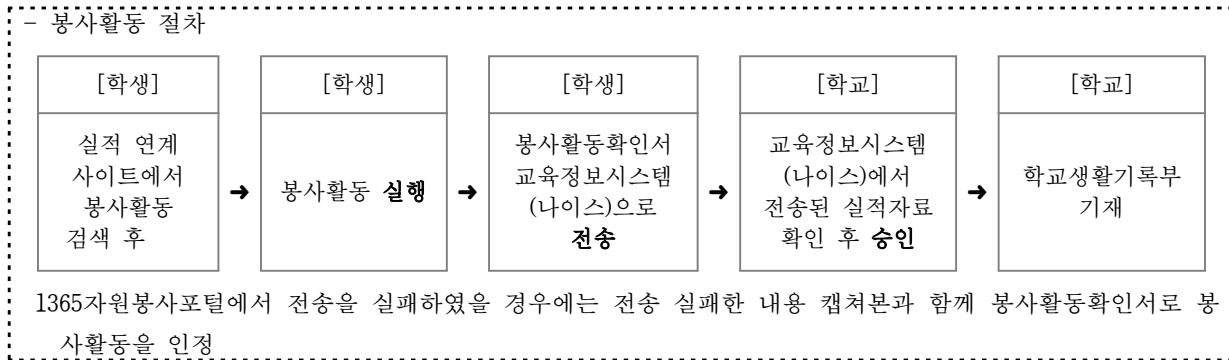 - 봉사활동 절차
[학생]
실적 연계
사이트에서
봉사활동
검색 후
➜
[학생]
봉사활동 실행
➜
[학생]
봉사활동확인서
교육정보시스템
(나이스)으로
전송
➜
[학교]
교육정보시스템
(나이스)에서
전송된 실적자료
확인 후 승인
➜
[학교]
학교생활기록부
기재
1365자원봉사포털에서 전송을 실패하였을 경우에는 전송 실패한 내용 캡쳐본과 함께 봉사활동확인서로 봉
사활동을 인정